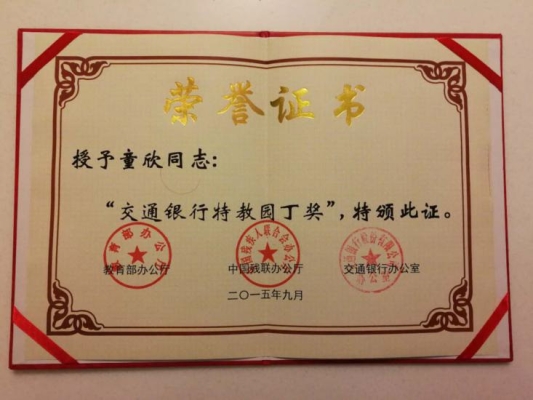 荣誉证书
授予童欣同志:
“交通银行特教园丁奖”,特颁此证。
教育部办公厅 中国残联办公厅 交通银行办公室
二〇一五年九月